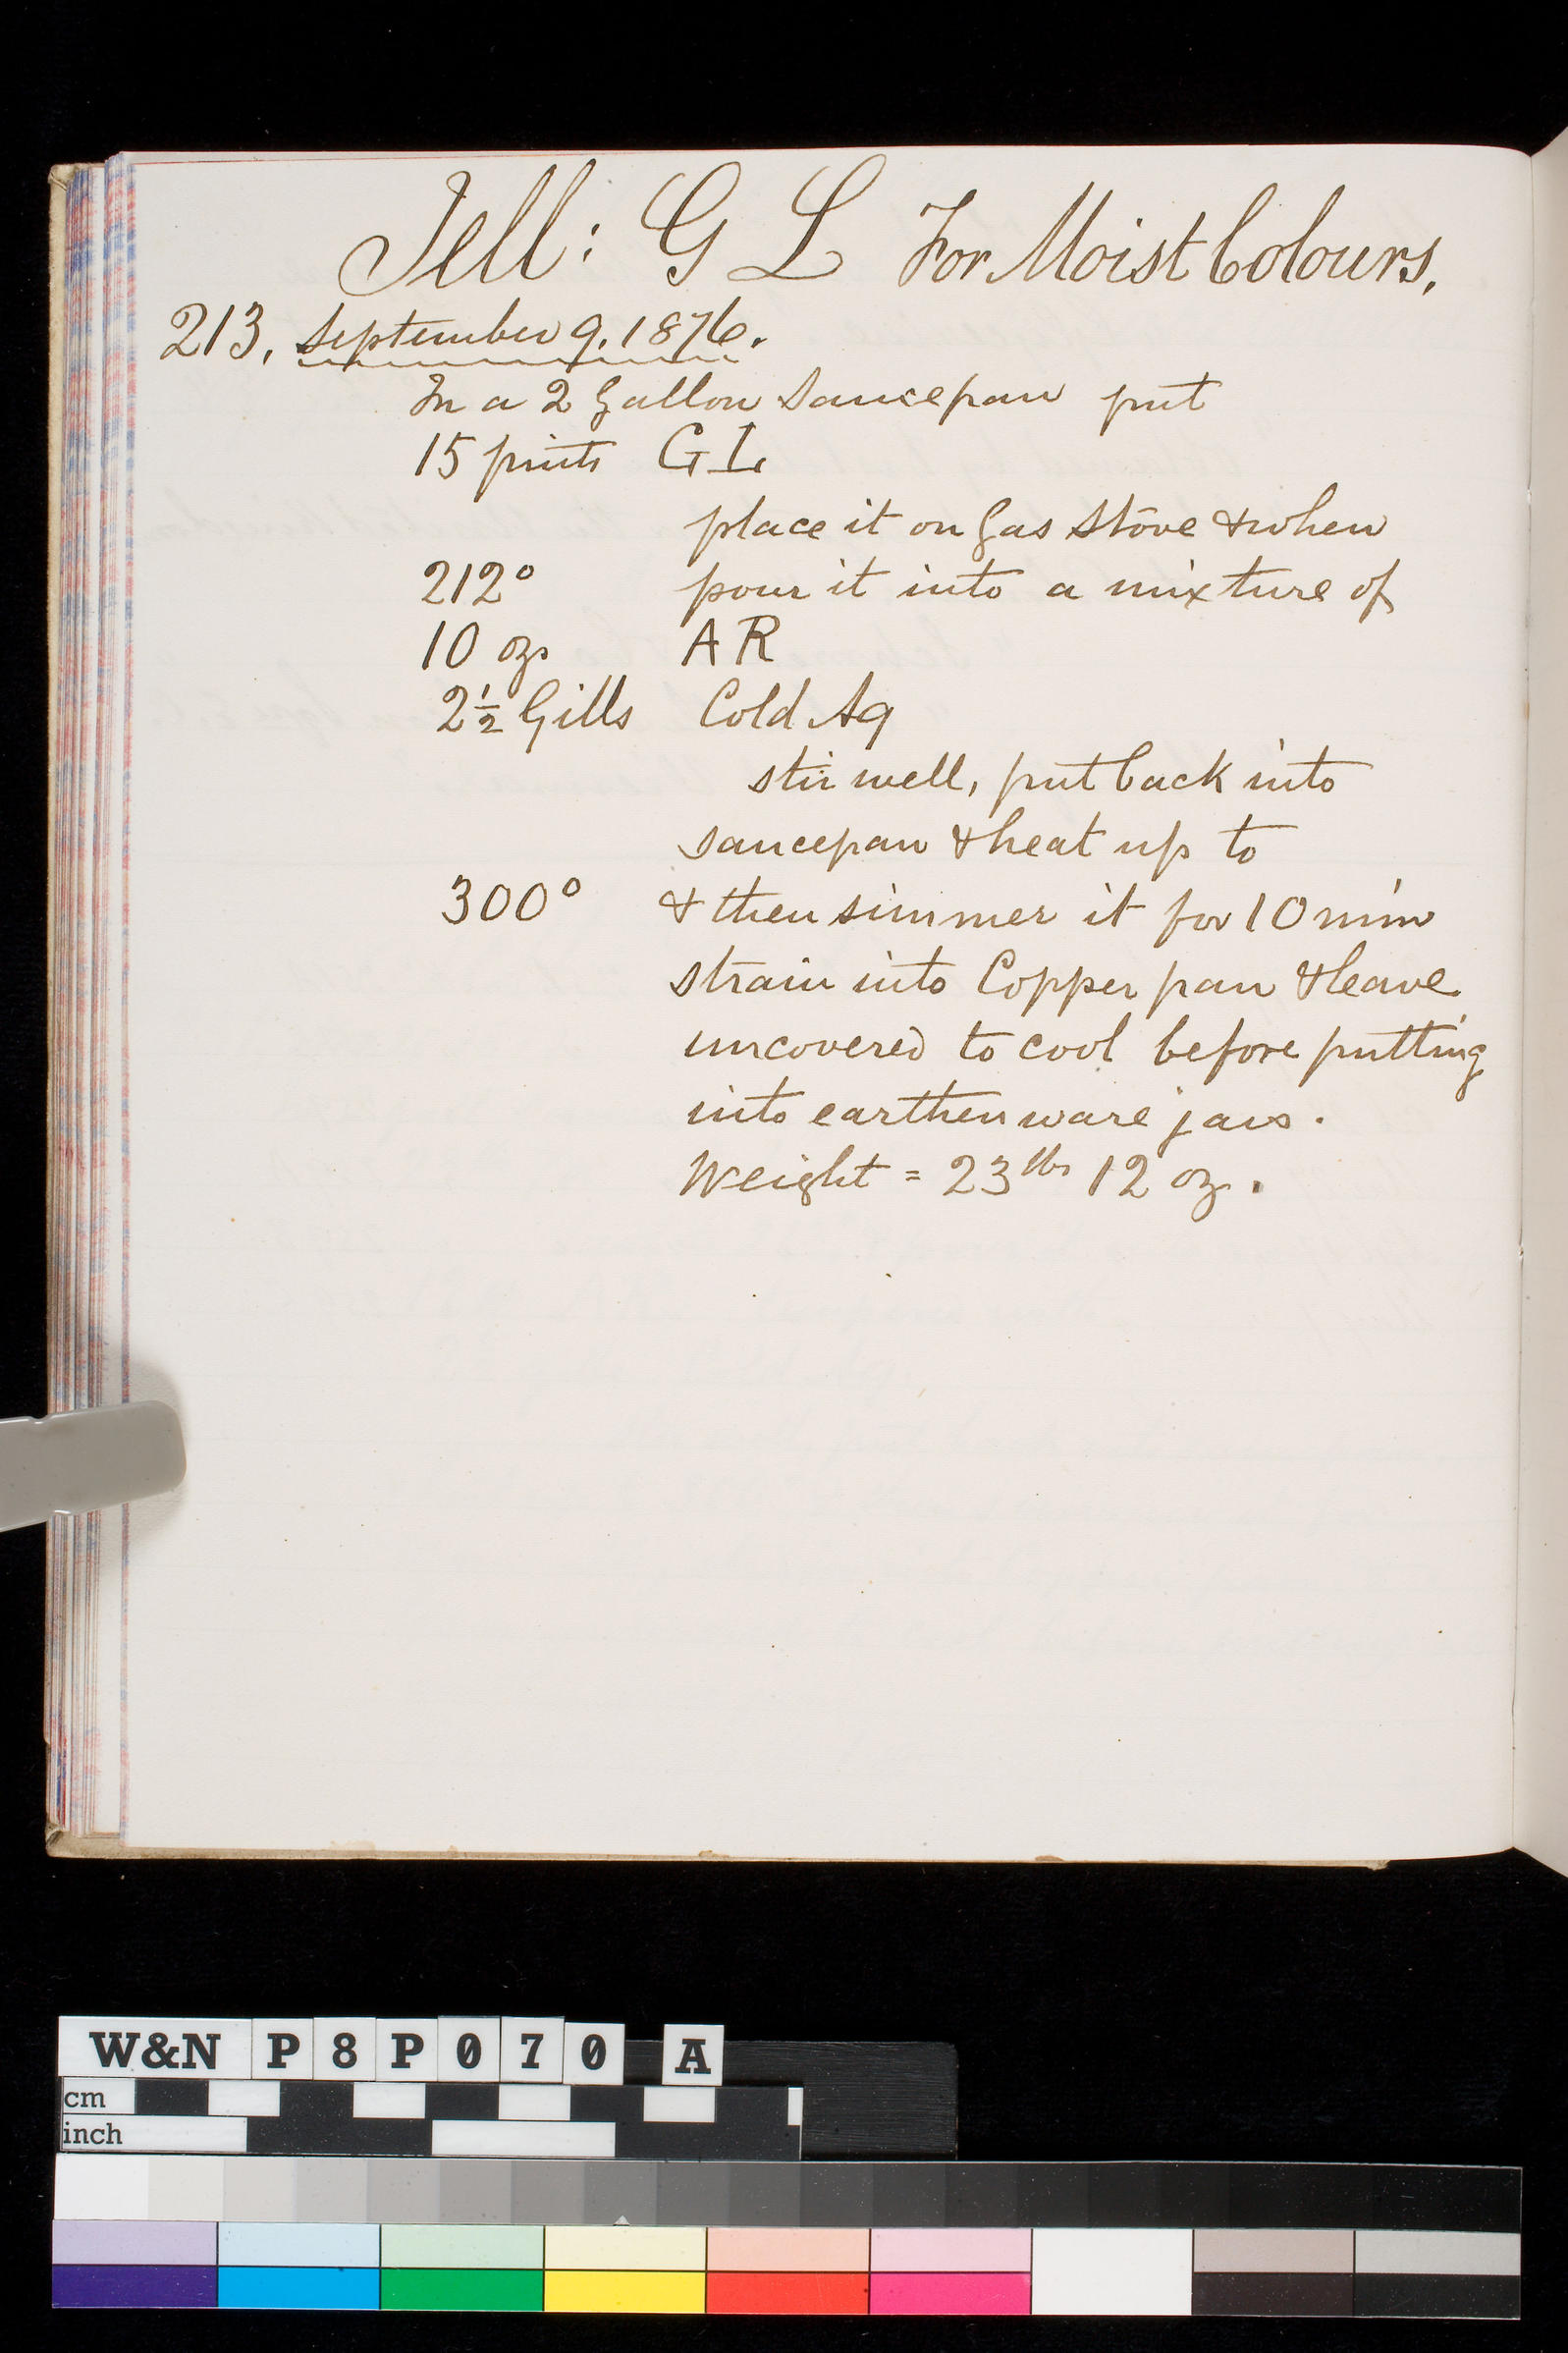 Jell: G L For Moist Colours.
213. September 9. 1876.
In a 2 Gallon Saucepan put
15 pints G L
place it on Gas Stove & when
212° pour it into a mixture of
10 oz. A R
2½ Gills Cold Aq
stir well, put back into
saucepan & heat up to
300° & then simmer it for 10 min
strain into Copper pan & leave
uncovered to cool before putting
into earthenware jars.
Weight = 23 lbs 12 oz.
W&N P8P070 A
cm
inch